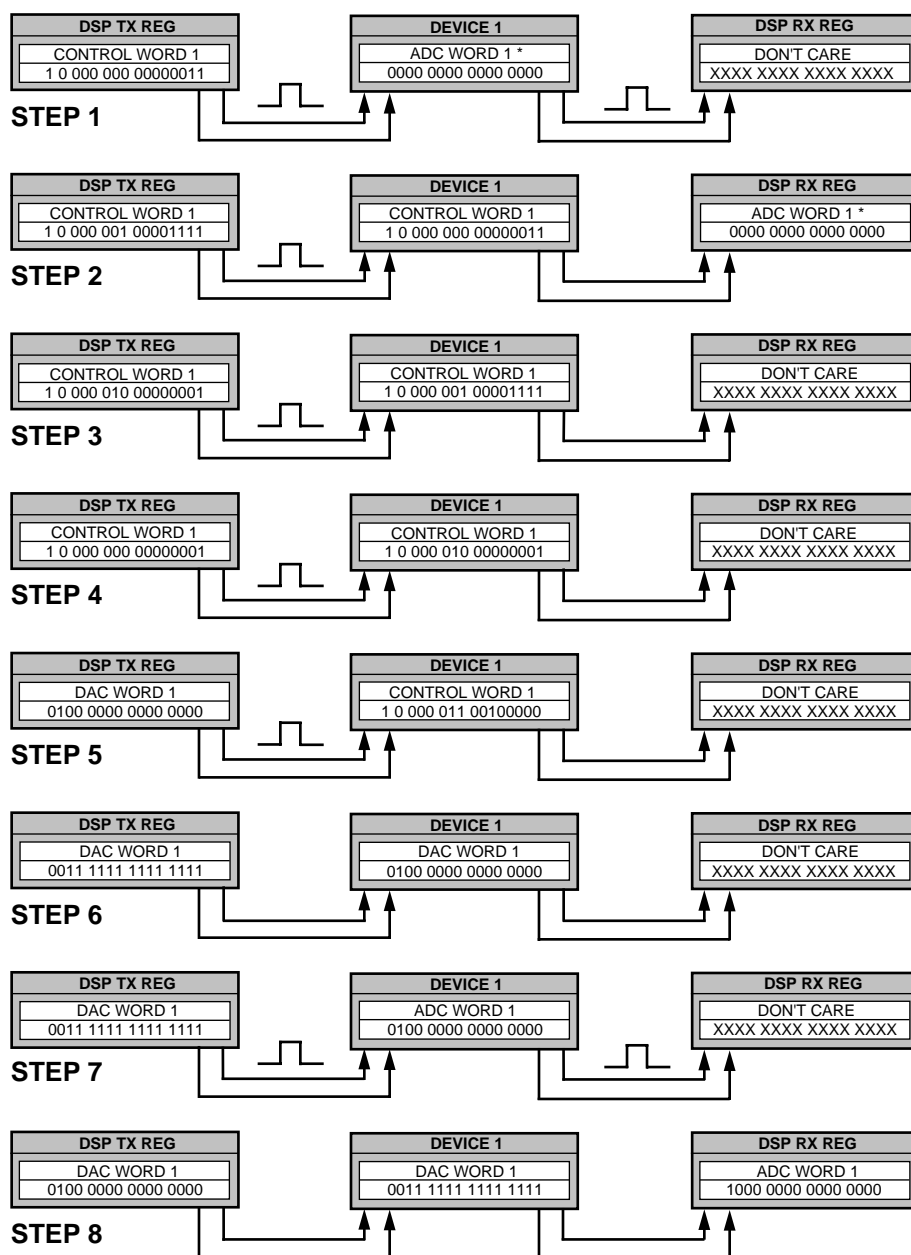 DSP TX REG
DEVICE 1
DSP RX REG
CONTROL WORD 1
ADC WORD 1 *
DON'T CARE
1 0 000 000 00000011
0000 0000 0000 0000
XXXX XXXX XXXX XXXX
STEP 1
DSP TX REG
DEVICE 1
DSP RX REG
CONTROL WORD 1
CONTROL WORD 1
ADC WORD 1 *
1 0 000 001 00001111
1 0 000 000 00000011
0000 0000 0000 0000
STEP 2
DSP TX REG
DEVICE 1
DSP RX REG
CONTROL WORD 1
CONTROL WORD 1
DON'T CARE
1 0 000 010 00000001
1 0 000 001 00001111
XXXX XXXX XXXX XXXX
STEP 3
DSP TX REG
DEVICE 1
DSP RX REG
CONTROL WORD 1
CONTROL WORD 1
DON'T CARE
1 0 000 000 00000001
1 0 000 010 00000001
XXXX XXXX XXXX XXXX
STEP 4
DSP TX REG
DEVICE 1
DSP RX REG
DAC WORD 1
CONTROL WORD 1
DON'T CARE
0100 0000 0000 0000
1 0 000 011 00100000
XXXX XXXX XXXX XXXX
STEP 5
DSP TX REG
DEVICE 1
DSP RX REG
DAC WORD 1
DAC WORD 1
DON'T CARE
0011 1111 1111 1111
0100 0000 0000 0000
XXXX XXXX XXXX XXXX
STEP 6
DSP TX REG
DEVICE 1
DSP RX REG
DAC WORD 1
ADC WORD 1
DON'T CARE
0011 1111 1111 1111
0100 0000 0000 0000
XXXX XXXX XXXX XXXX
STEP 7
DSP TX REG
DEVICE 1
DSP RX REG
DAC WORD 1
DAC WORD 1
ADC WORD 1
0100 0000 0000 0000
0011 1111 1111 1111
1000 0000 0000 0000
STEP 8